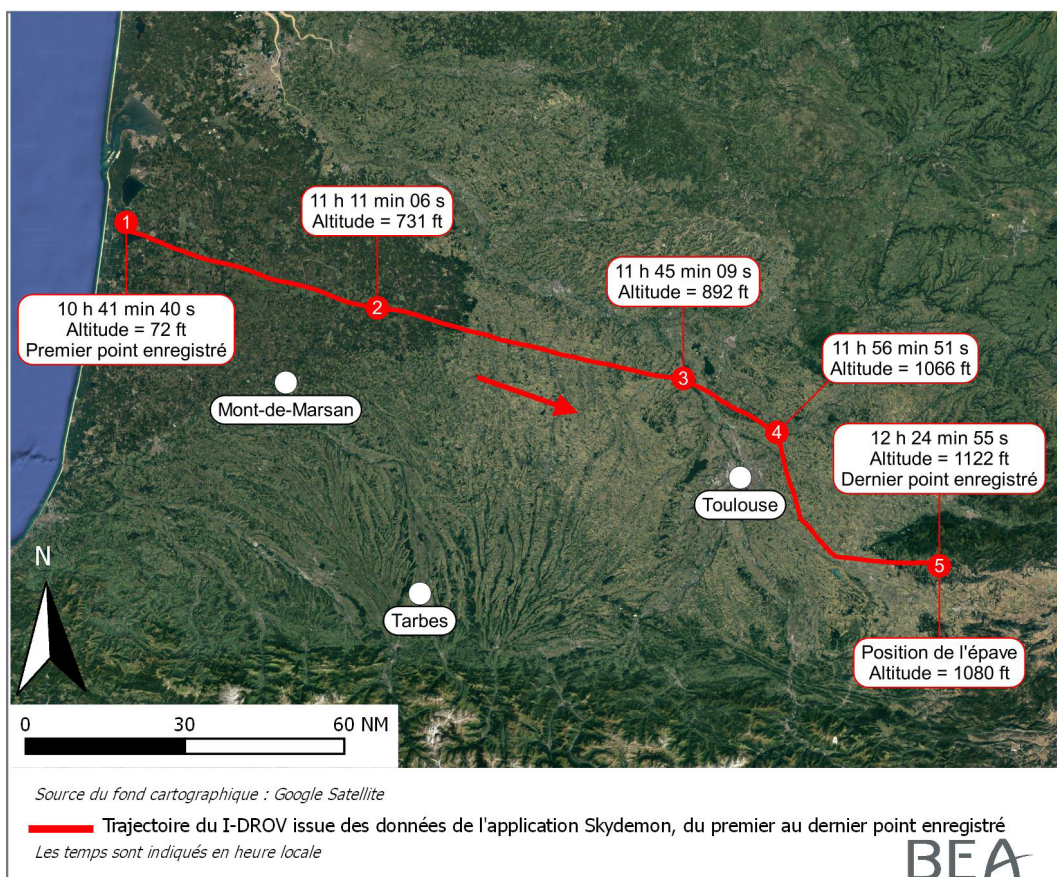 1
10 h 41 min 40 s
Altitude = 72 ft
Premier point enregistré
11 h 11 min 06 s
Altitude = 731 ft
2
11 h 45 min 09 s
Altitude = 892 ft
3
11 h 56 min 51 s
Altitude = 1066 ft
4
12 h 24 min 55 s
Altitude = 1122 ft
Dernier point enregistré
5
Position de l'épave
Altitude = 1080 ft
Mont-de-Marsan
Toulouse
Tarbes
N
0 30 60 NM
Source du fond cartographique : Google Satellite
Trajectoire du I-DROV issue des données de l'application Skydemon, du premier au dernier point enregistré
Les temps sont indiqués en heure locale
BEA